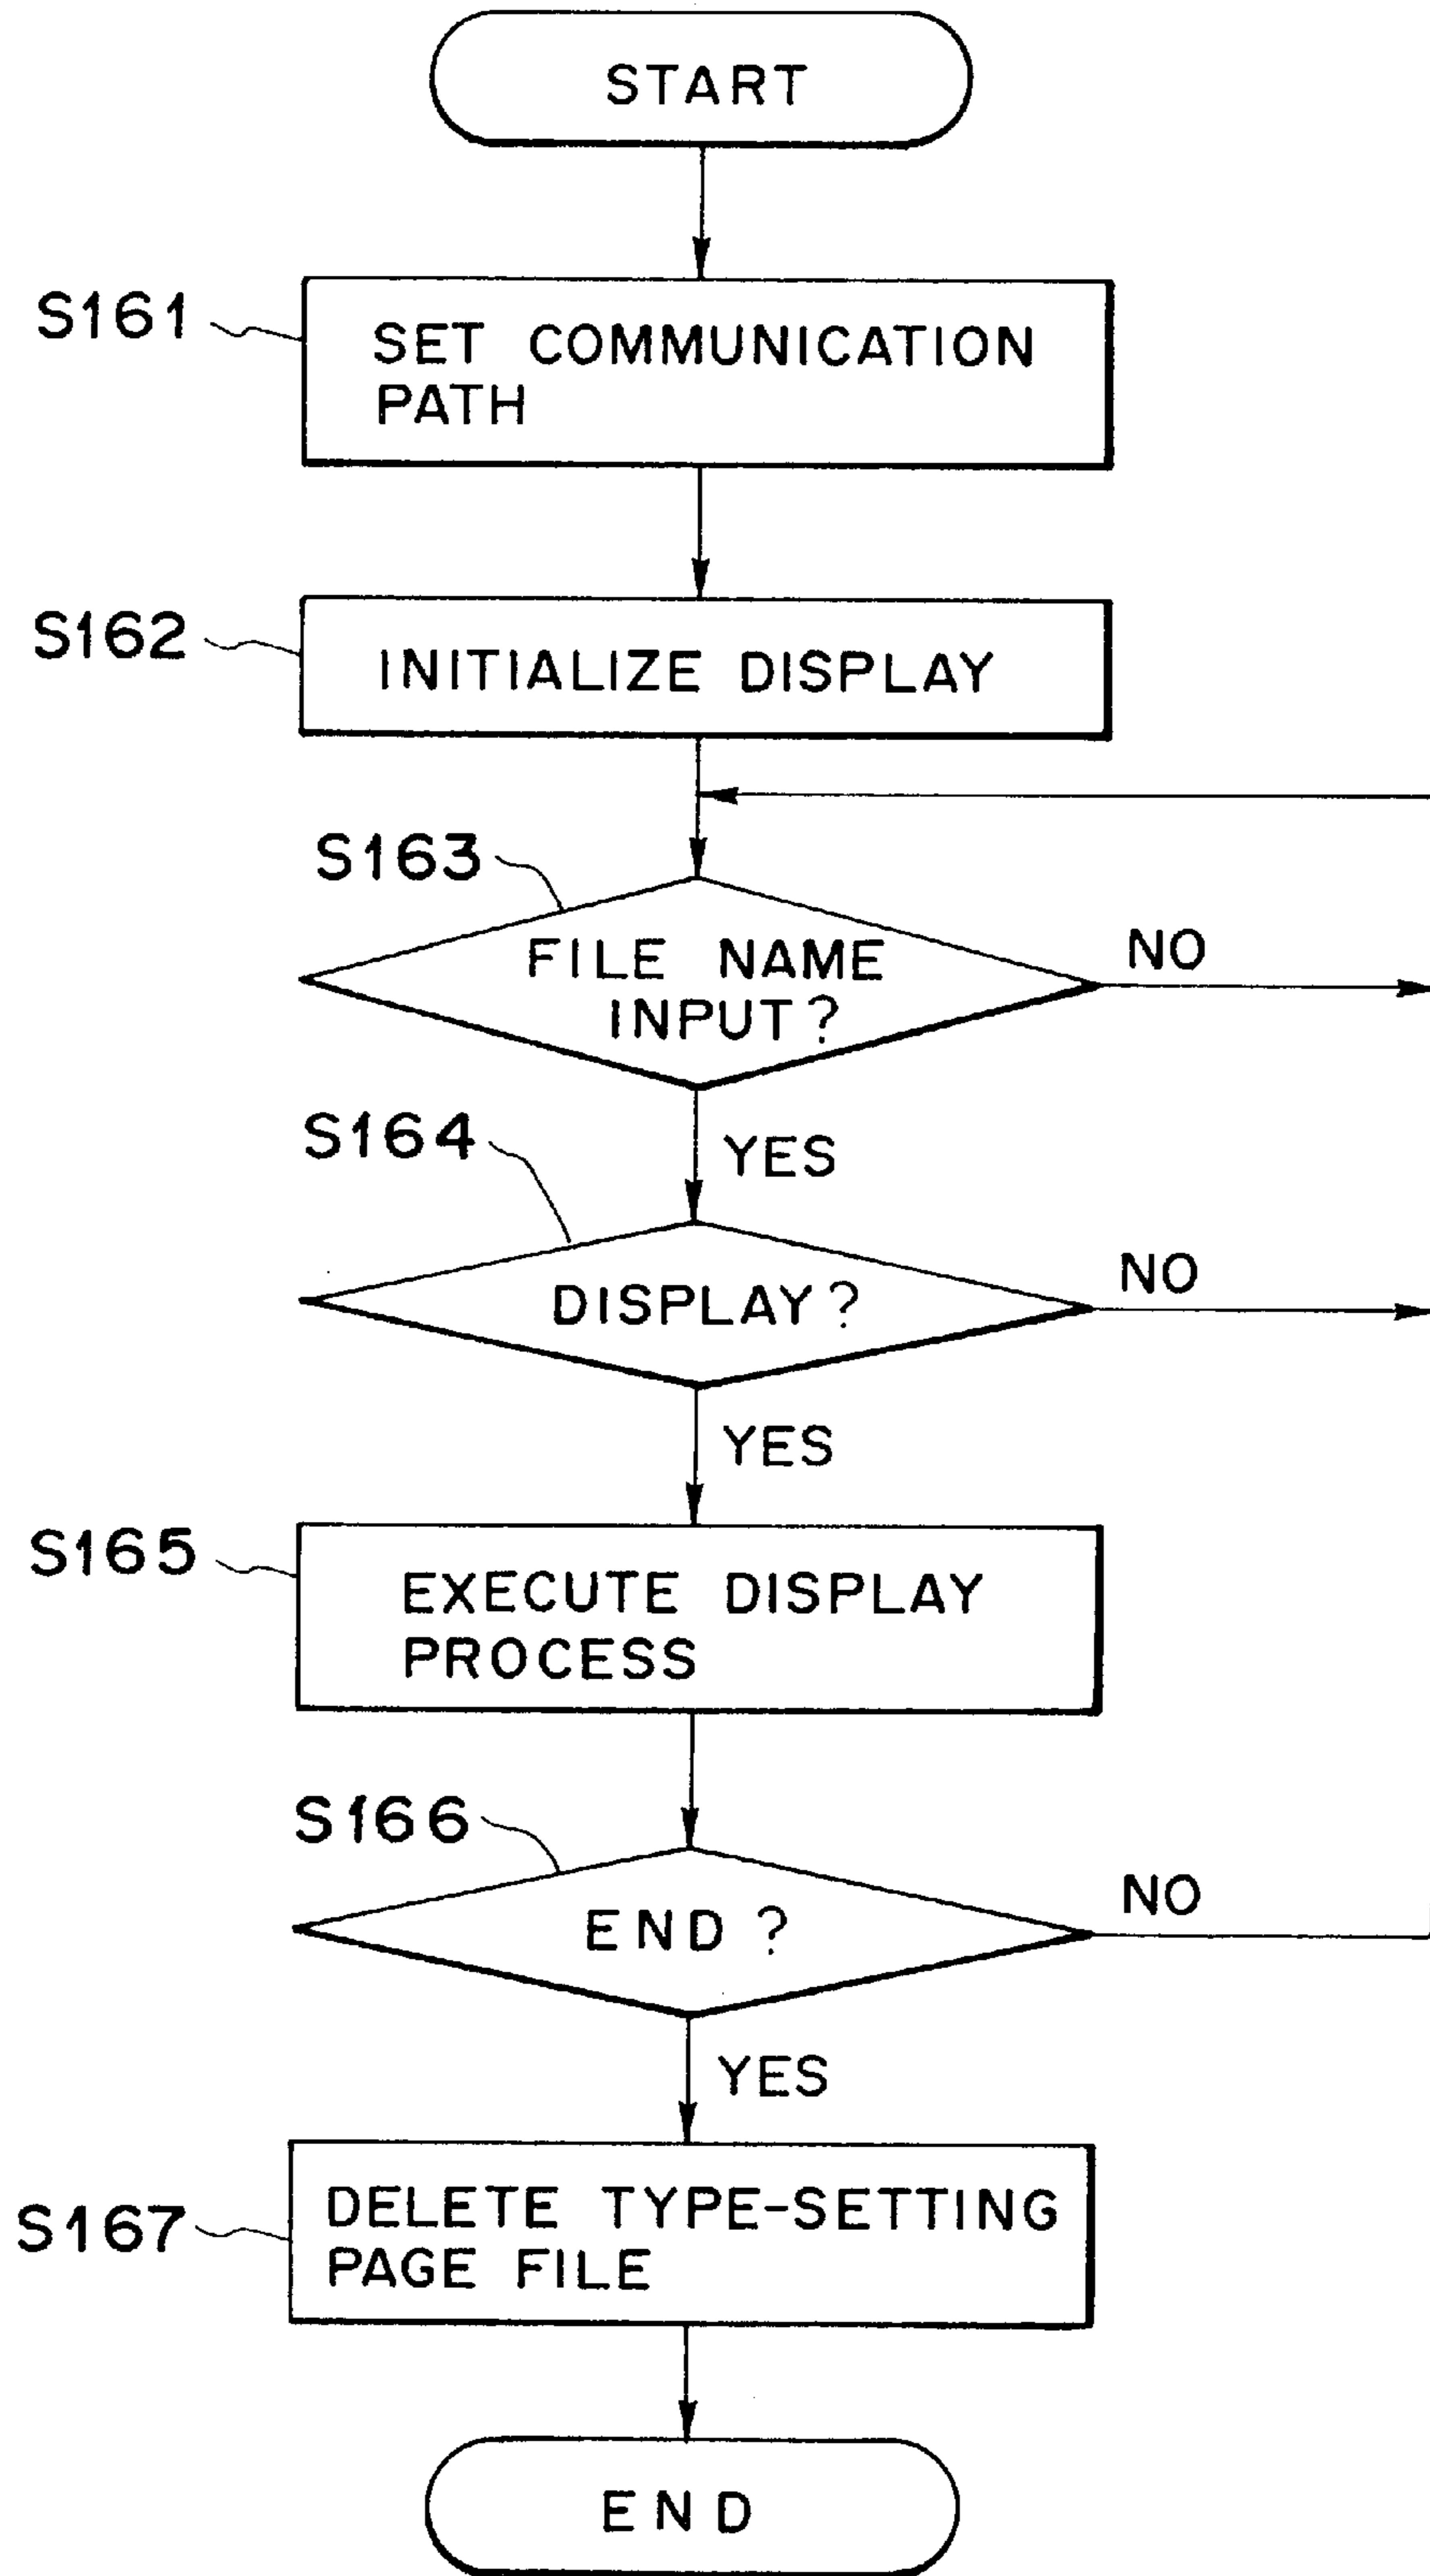 START
S161
SET COMMUNICATION
PATH
S162
INITIALIZE DISPLAY
S163
FILE NAME
INPUT?
NO
S164
YES
DISPLAY?
NO
YES
S165
EXECUTE DISPLAY
PROCESS
S166
END?
NO
YES
S167
DELETE TYPE-SETTING
PAGE FILE
END